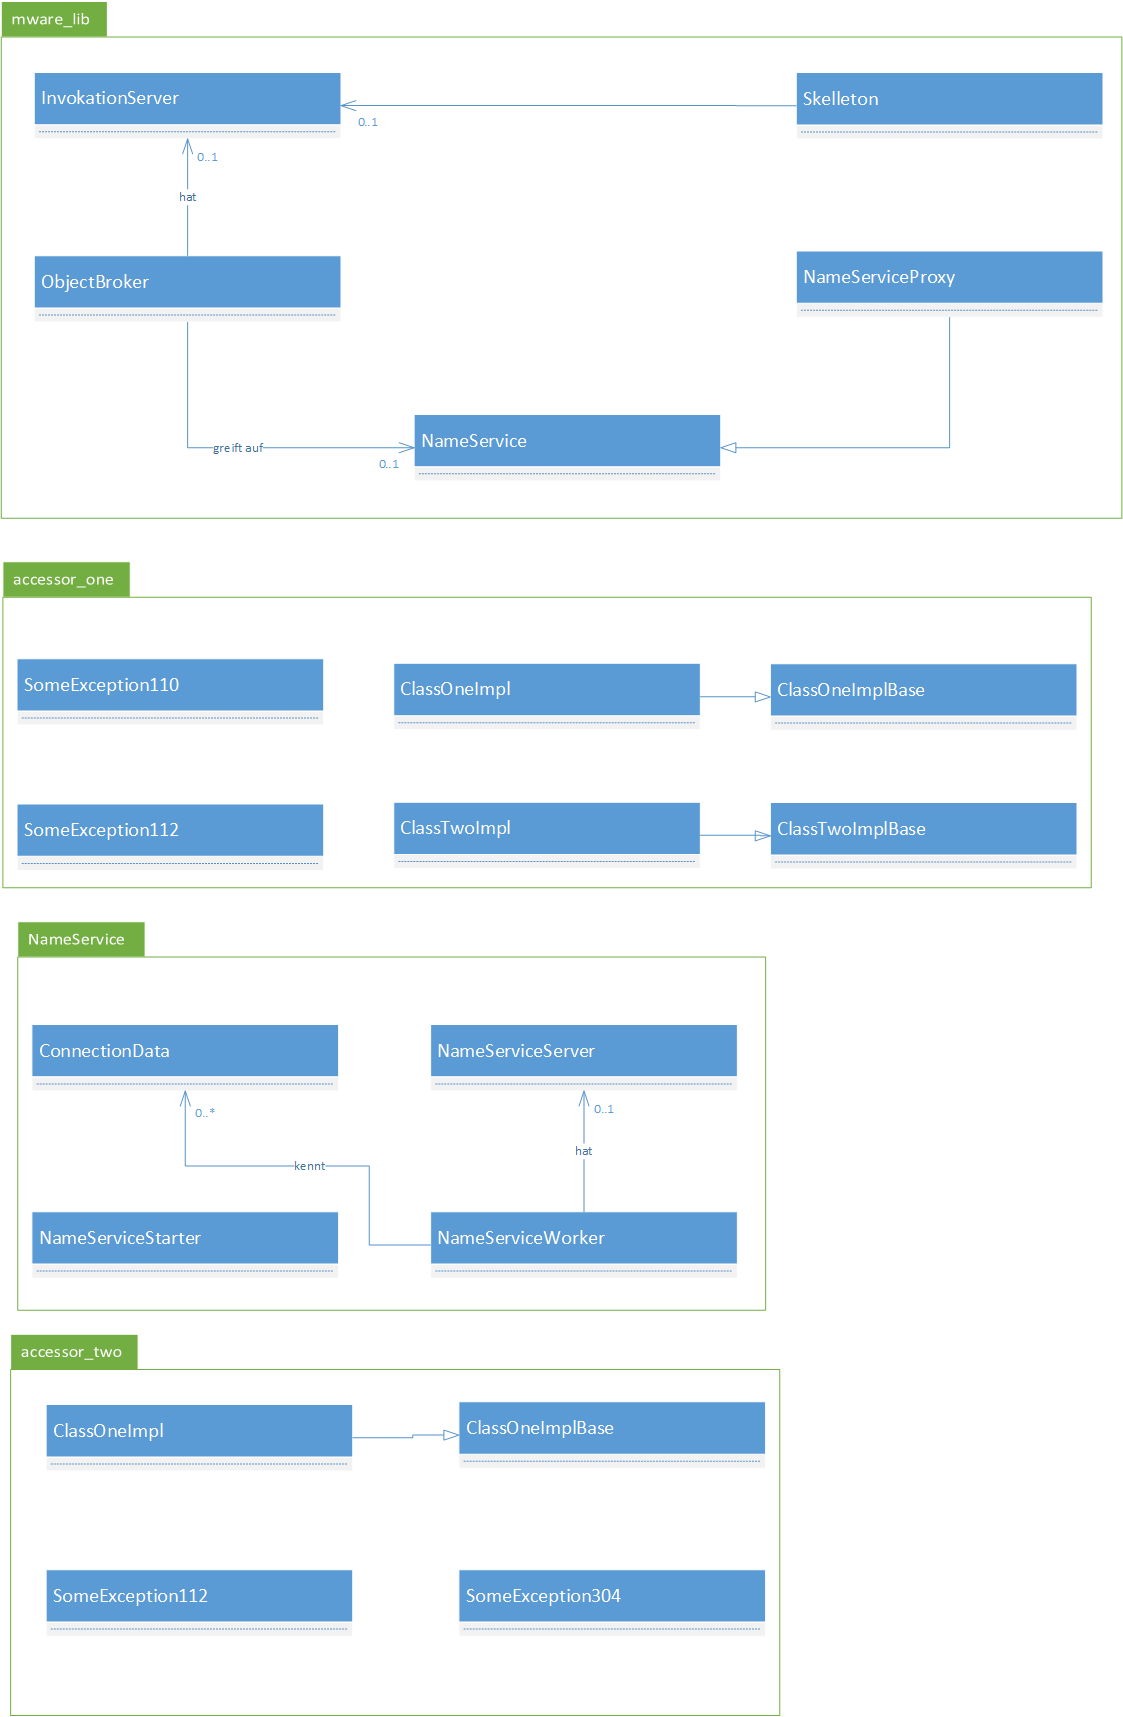 mware_lib
InvokationServer
Skelleton
0..1
0..1
hat
ObjectBroker
NameServiceProxy
NameService
greift auf
0..1
accessor_one
SomeException110
ClassOneImpl
ClassOneImplBase
SomeException112
ClassTwoImpl
ClassTwoImplBase
NameService
ConnectionData
NameServiceServer
0..*
0..1
hat
kennt
NameServiceStarter
NameServiceWorker
accessor_two
ClassOneImpl
ClassOneImplBase
SomeException112
SomeException304